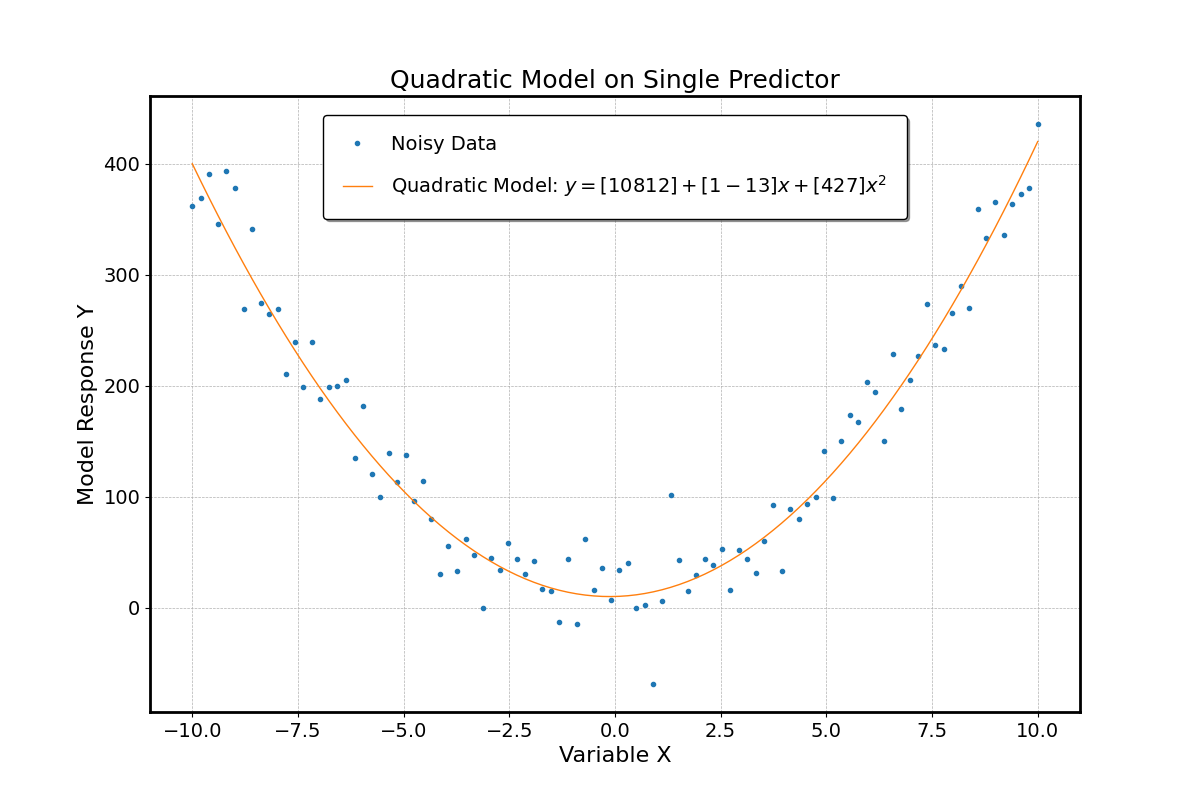 Quadratic Model on Single Predictor
Noisy Data
Quadratic Model: y = [10812] + [1 − 13]x + [427]x²
400
300
200
100
0
Model Response Y
−10.0 −7.5 −5.0 −2.5 0.0 2.5 5.0 7.5 10.0
Variable X